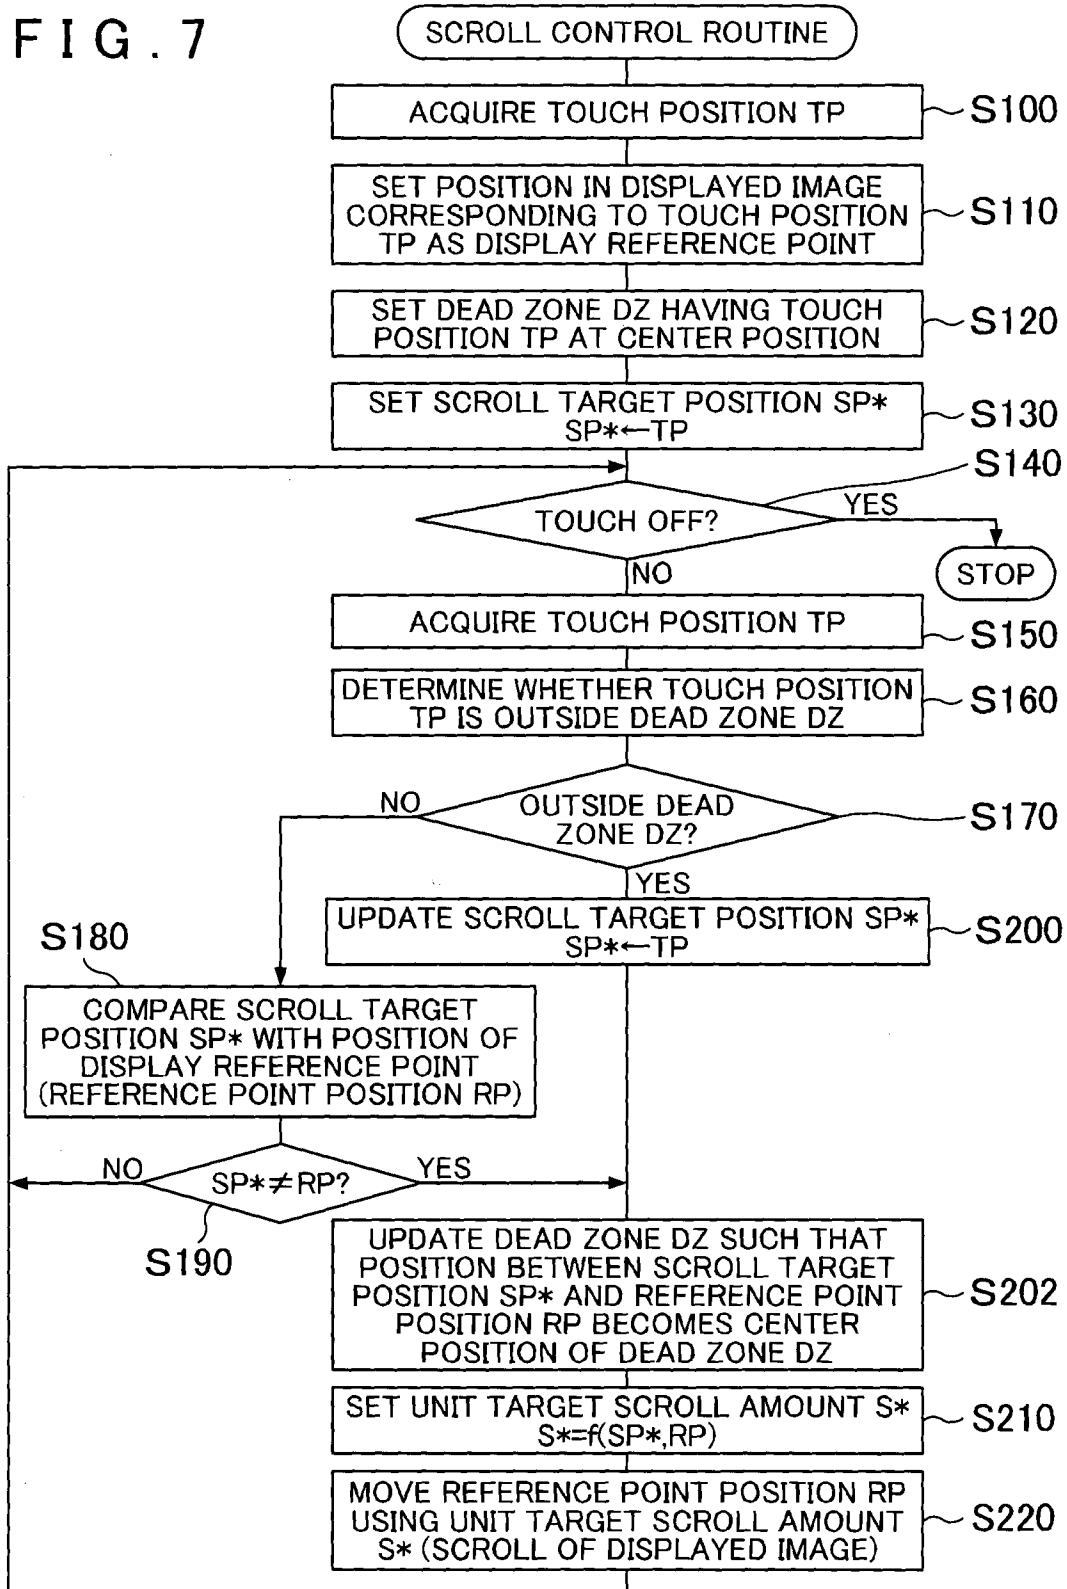 FIG.7
SCROLL CONTROL ROUTINE
ACQUIRE TOUCH POSITION TP
S100
SET POSITION IN DISPLAYED IMAGE
CORRESPONDING TO TOUCH POSITION
TP AS DISPLAY REFERENCE POINT
S110
SET DEAD ZONE DZ HAVING TOUCH
POSITION TP AT CENTER POSITION
S120
SET SCROLL TARGET POSITION SP*
SP*←TP
S130
S140
TOUCH OFF?
YES
STOP
NO
ACQUIRE TOUCH POSITION TP
S150
DETERMINE WHETHER TOUCH POSITION
TP IS OUTSIDE DEAD ZONE DZ
S160
OUTSIDE DEAD
ZONE DZ?
S170
NO
YES
UPDATE SCROLL TARGET POSITION SP*
SP*←TP
S200
S180
COMPARE SCROLL TARGET
POSITION SP* WITH POSITION OF
DISPLAY REFERENCE POINT
(REFERENCE POINT POSITION RP)
NO
SP*≠RP?
YES
S190
UPDATE DEAD ZONE DZ SUCH THAT
POSITION BETWEEN SCROLL TARGET
POSITION SP* AND REFERENCE POINT
POSITION RP BECOMES CENTER
POSITION OF DEAD ZONE DZ
S202
SET UNIT TARGET SCROLL AMOUNT S*
S*=f(SP*,RP)
S210
MOVE REFERENCE POINT POSITION RP
USING UNIT TARGET SCROLL AMOUNT
S* (SCROLL OF DISPLAYED IMAGE)
S220